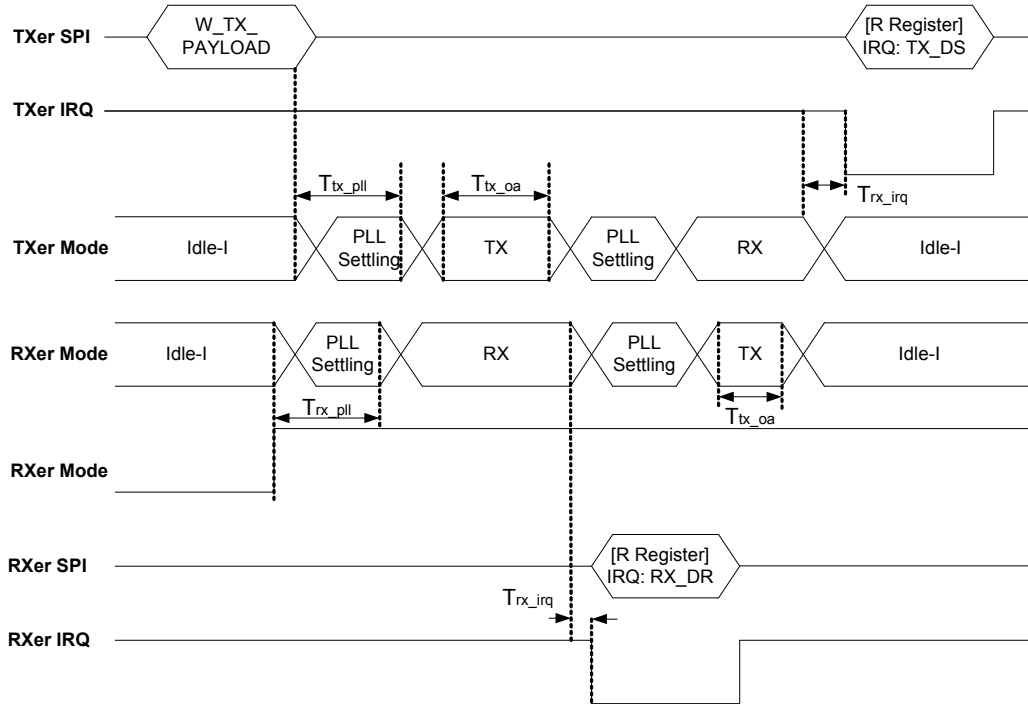 TXer SPI
W_TX_
PAYLOAD
[R Register]
IRQ: TX_DS
TXer IRQ
Ttx_pll
Ttx_oa
Trx_irq
TXer Mode
Idle-I
PLL
Settling
TX
PLL
Settling
RX
Idle-I
RXer Mode
Idle-I
PLL
Settling
RX
PLL
Settling
TX
Idle-I
Trx_pll
Ttx_oa
RXer Mode
RXer SPI
[R Register]
IRQ: RX_DR
Trx_irq
RXer IRQ